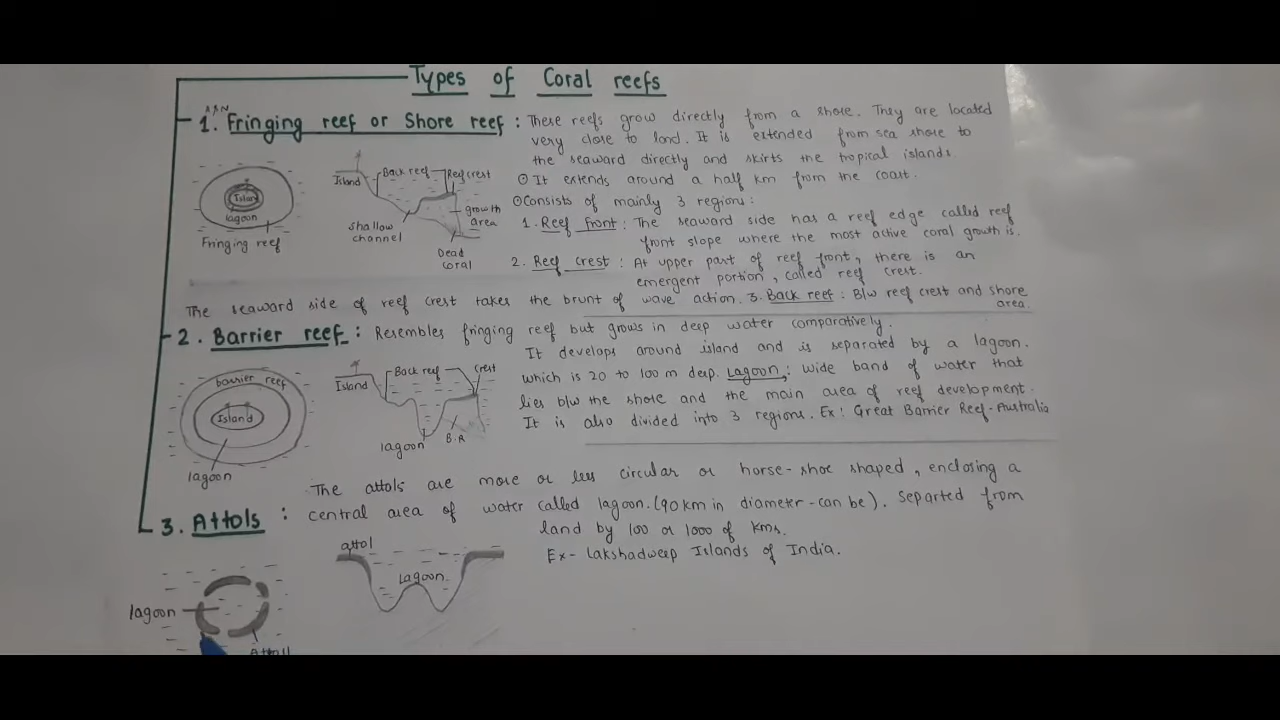 Types of Coral reefs
1. Fringing reef or Shore reef : These reefs grow directly from a shore. They are located
very close to land. It is extended from sea shore to
the seaward directly and skirts the tropical islands.
It extends around a half km from the coast.
Consists of mainly 3 regions:
1. Reef front : The seaward side has a reef edge called reef
front slope where the most active coral growth is.
2. Reef crest : At upper part of reef front, there is an
emergent portion, called reef crest.
Island
lagoon
Fringing reef
Island
Back reef
Reef crest
shallow
channel
growth
area
Dead
coral
The seaward side of reef crest takes the brunt of wave action. 3. Back reef : B/w reef crest and shore
area.
2. Barrier reef : Resembles fringing reef but grows in deep water comparatively.
It develops around island and is separated by a lagoon.
which is 20 to 100 m deep. Lagoon : wide band of water that
lies b/w the shore and the main area of reef development.
It is also divided into 3 regions. Ex: Great Barrier Reef-Australia
barrier reef
Island
lagoon
Island
Back reef
crest
lagoon
B.R
3. Attols : The attols are more or less circular or horse-shoe shaped, enclosing a
central area of water called lagoon. (90 km in diameter-can be). Separted from
land by 100 or 1000 of kms.
Ex- Lakshadweep Islands of India.
lagoon
Attoll
attol
Lagoon